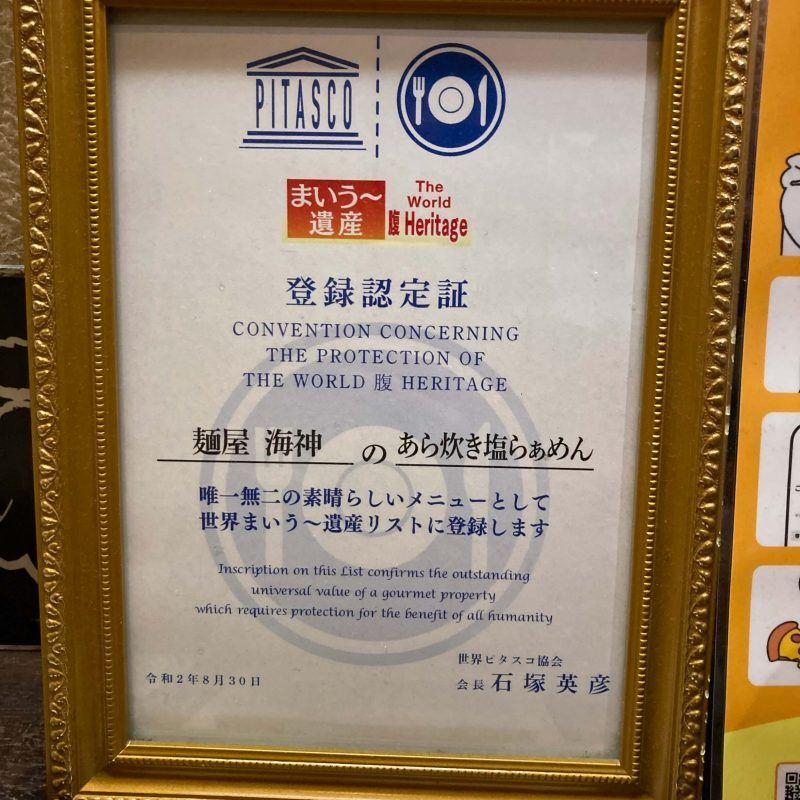 PITASCO
まいう〜
遺産
The
World
腹 Heritage
登録認定証
CONVENTION CONCERNING
THE PROTECTION OF
THE WORLD 腹 HERITAGE
麺屋 海神 の あら炊き塩らぁめん
唯一無二の素晴らしいメニューとして
世界まいう〜遺産リストに登録します
Inscription on this List confirms the outstanding
universal value of a gourmet property
which requires protection for the benefit of all humanity
世界ピタスコ協会
令和2年8月30日
会長 石塚英彦